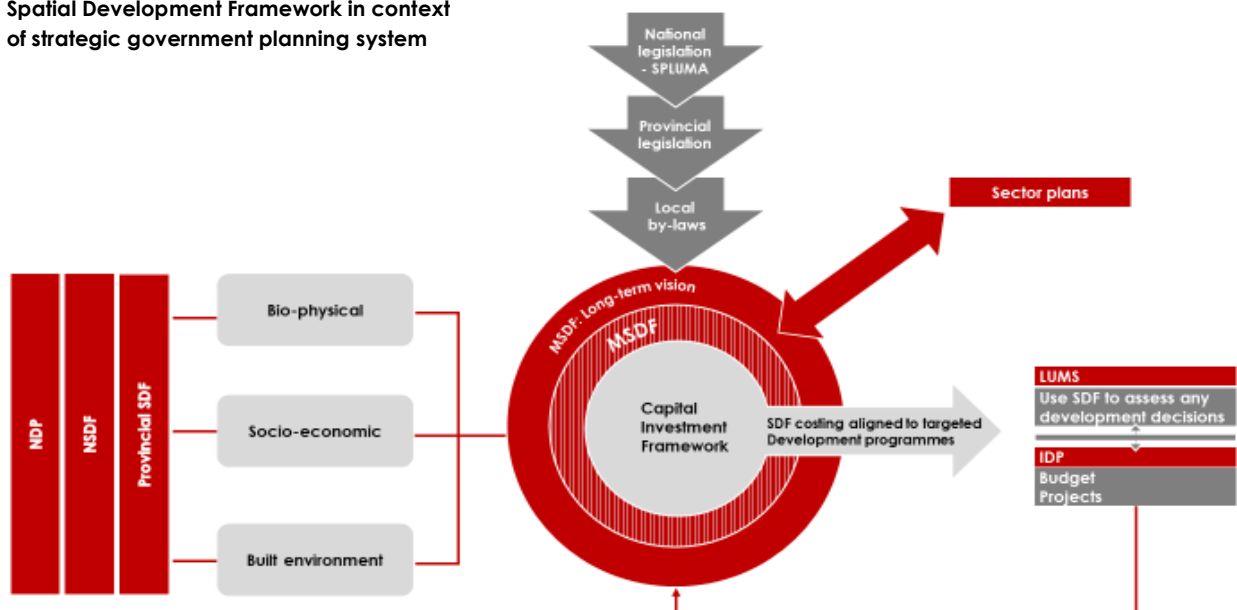 Spatial Development Framework in context
of strategic government planning system
National
legislation
- SPLUMA
Provincial
legislation
Local
by-laws
Sector plans
NDP
NSDF
Provincial SDF
Bio-physical
Socio-economic
Built environment
MSDF: Long-term vision
MSDF
Capital
Investment
Framework
SDF costing aligned to targeted
Development programmes
LUMS
Use SDF to assess any
development decisions
IDP
Budget
Projects